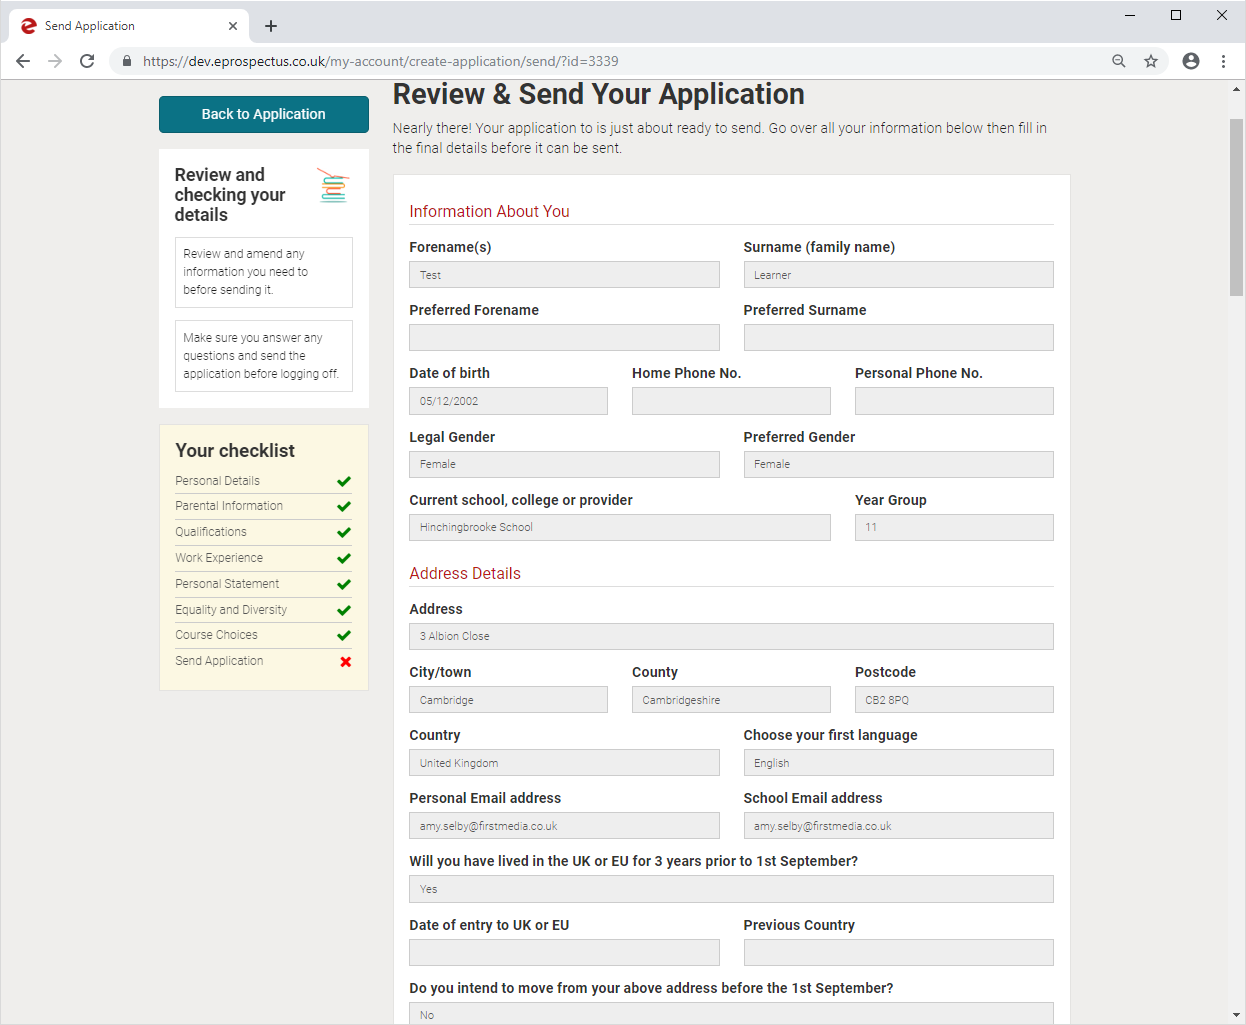 Send Application
https://dev.eprospectus.co.uk/my-account/create-application/send/?id=3339
Back to Application
Review and
checking your
details
Review and amend any
information you need to
before sending it.
Make sure you answer any
questions and send the
application before logging off.
Your checklist
Personal Details
Parental Information
Qualifications
Work Experience
Personal Statement
Equality and Diversity
Course Choices
Send Application
Review & Send Your Application
Nearly there! Your application to is just about ready to send. Go over all your information below then fill in
the final details before it can be sent.
Information About You
Forename(s) Surname (family name)
Test Learner
Preferred Forename Preferred Surname
Date of birth Home Phone No. Personal Phone No.
05/12/2002
Legal Gender Preferred Gender
Female Female
Current school, college or provider Year Group
Hinchingbrooke School 11
Address Details
Address
3 Albion Close
City/town County Postcode
Cambridge Cambridgeshire CB2 8PQ
Country Choose your first language
United Kingdom English
Personal Email address School Email address
amy.selby@firstmedia.co.uk amy.selby@firstmedia.co.uk
Will you have lived in the UK or EU for 3 years prior to 1st September?
Yes
Date of entry to UK or EU Previous Country
Do you intend to move from your above address before the 1st September?
No